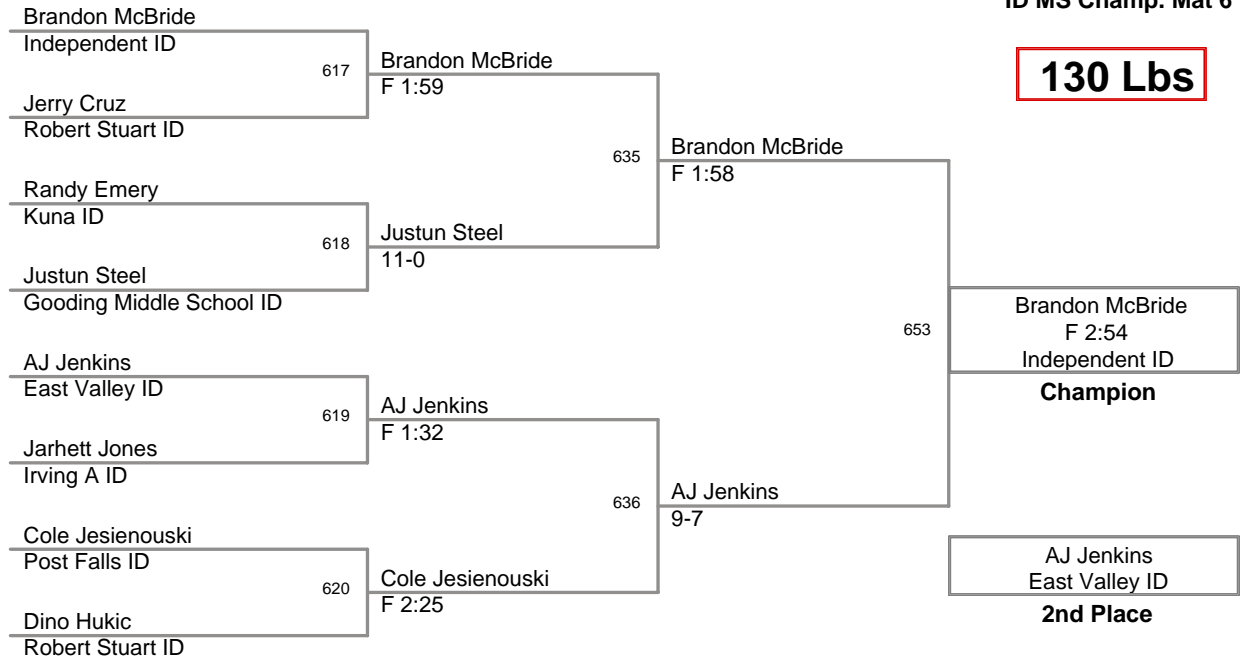 ID MS Champ. Mat 6
130 Lbs
Brandon McBride
Independent ID
617
Jerry Cruz
Robert Stuart ID
Brandon McBride
F 1:59
Randy Emery
Kuna ID
618
Justun Steel
Gooding Middle School ID
Justun Steel
11-0
635
Brandon McBride
F 1:58
AJ Jenkins
East Valley ID
619
Jarhett Jones
Irving A ID
AJ Jenkins
F 1:32
Cole Jesienouski
Post Falls ID
620
Dino Hukic
Robert Stuart ID
Cole Jesienouski
F 2:25
636
AJ Jenkins
9-7
653
Brandon McBride
F 2:54
Independent ID
Champion
AJ Jenkins
East Valley ID
2nd Place